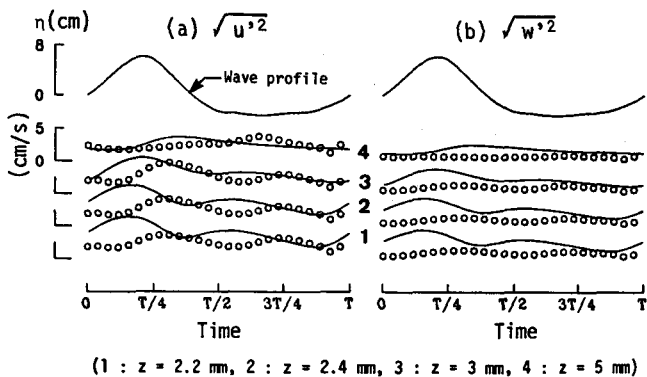 η(cm)
(a) √u'²
(b) √w'²
8
0
Wave profile
5
0
(cm/s)
4
3
2
1
0 T/4 T/2 3T/4 T
0 T/4 T/2 3T/4 T
Time
Time
(1 : z = 2.2 mm, 2 : z = 2.4 mm, 3 : z = 3 mm, 4 : z = 5 mm)